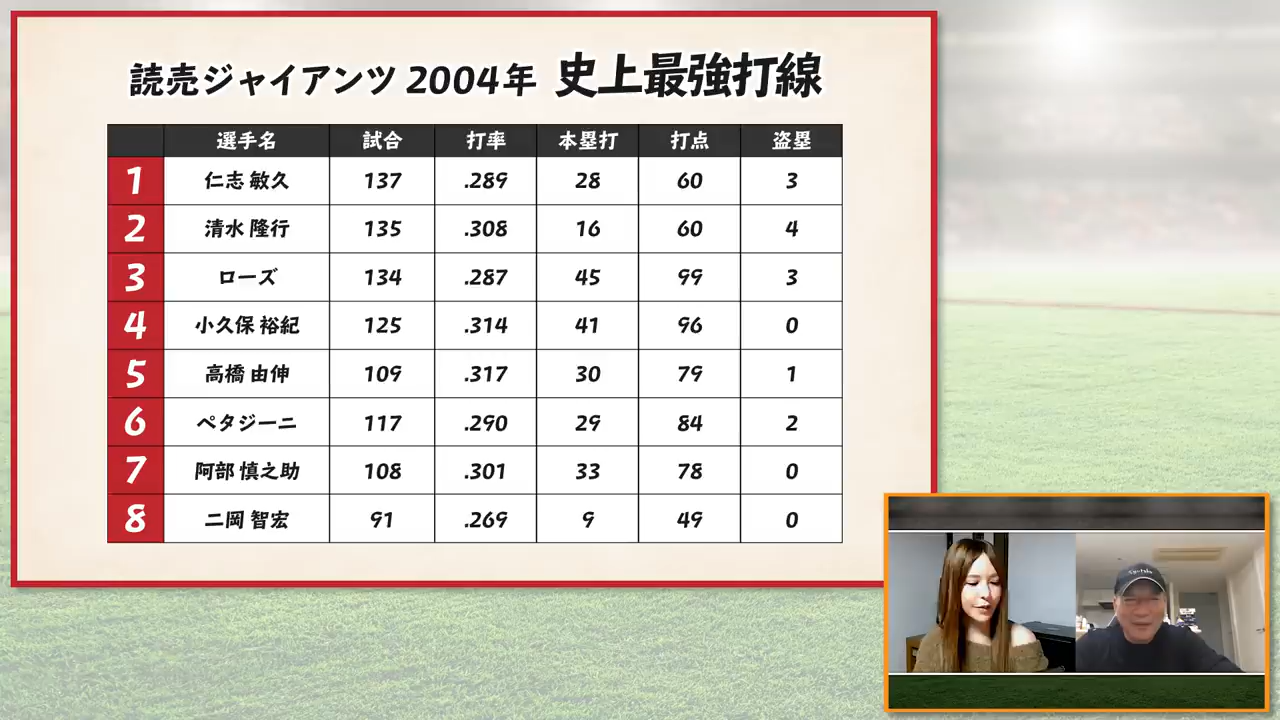 読売ジャイアンツ 2004年 史上最強打線
選手名 試合 打率 本塁打 打点 盗塁
1 仁志 敏久 137 .289 28 60 3
2 清水 隆行 135 .308 16 60 4
3 ローズ 134 .287 45 99 3
4 小久保 裕紀 125 .314 41 96 0
5 高橋 由伸 109 .317 30 79 1
6 ペタジーニ 117 .290 29 84 2
7 阿部 慎之助 108 .301 33 78 0
8 二岡 智宏 91 .269 9 49 0